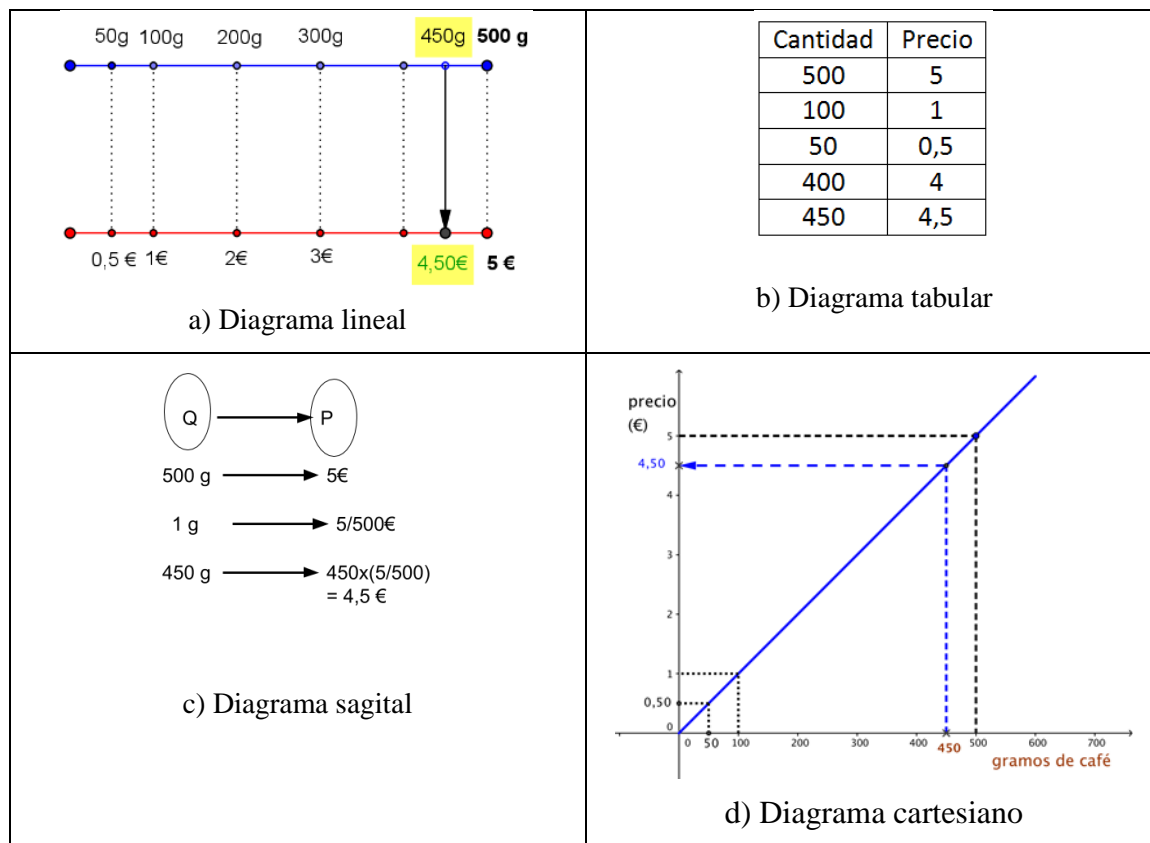 50g 100g 200g 300g 450g 500 g
0,5 € 1€ 2€ 3€ 4,50€ 5 €
a) Diagrama lineal
Cantidad Precio
500 5
100 1
50 0,5
400 4
450 4,5
b) Diagrama tabular
Q P
500 g 5€
1 g 5/500€
450 g 450x(5/500)
= 4,5 €
c) Diagrama sagital
precio
(€)
5
4,50
4
3
2
1
0,50
0
0 50 100 200 300 400 450 500 600 700
gramos de café
d) Diagrama cartesiano